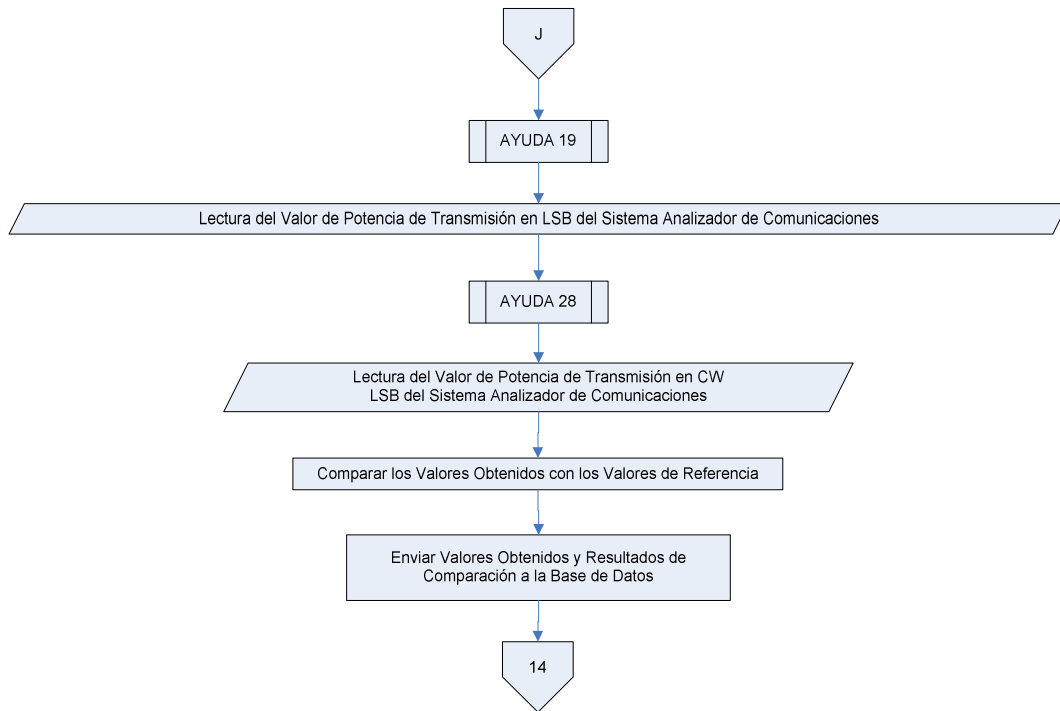 J
AYUDA 19
Lectura del Valor de Potencia de Transmisión en LSB del Sistema Analizador de Comunicaciones
AYUDA 28
Lectura del Valor de Potencia de Transmisión en CW
LSB del Sistema Analizador de Comunicaciones
Comparar los Valores Obtenidos con los Valores de Referencia
Enviar Valores Obtenidos y Resultados de
Comparación a la Base de Datos
14